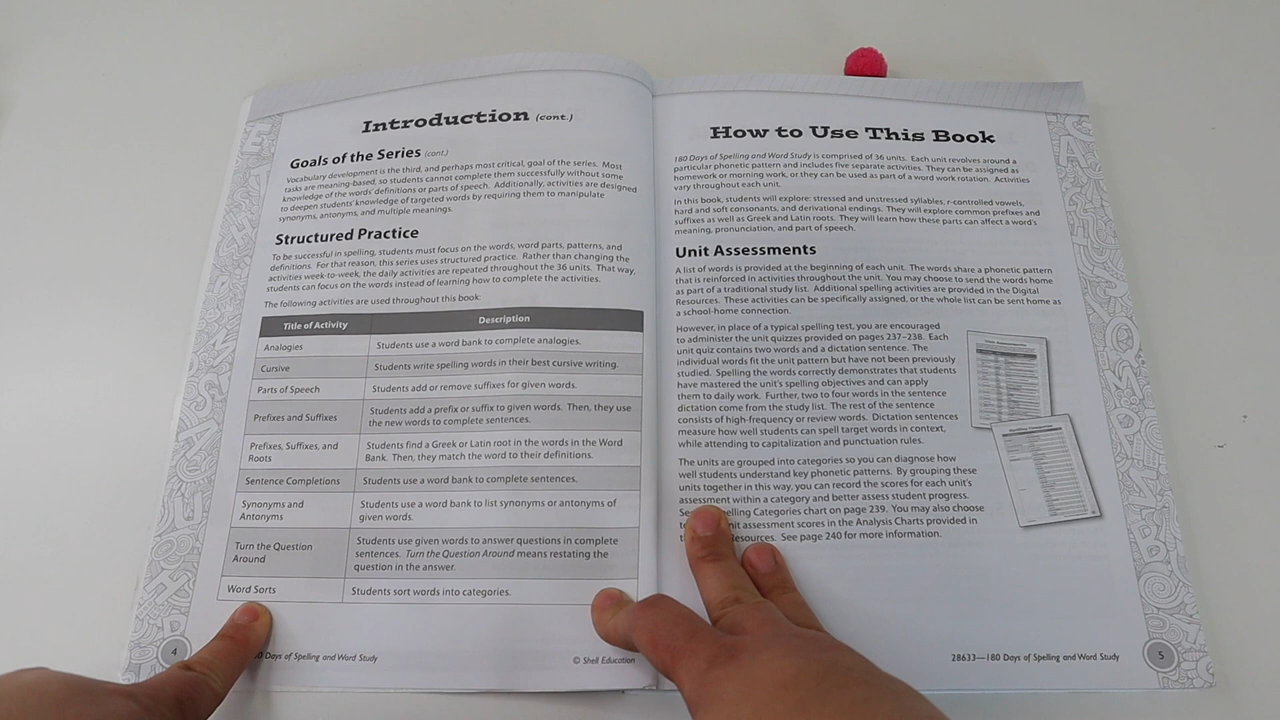 Introduction (cont.)
Goals of the Series (cont.)
Vocabulary development is the third, and perhaps most critical, goal of the series. Most
tasks are meaning-based, so students cannot complete them successfully without some
knowledge of the words' definitions or parts of speech. Additionally, activities are designed
to deepen students' knowledge of targeted words by requiring them to manipulate
synonyms, antonyms, and multiple meanings.
Structured Practice
To be successful in spelling, students must focus on the words, word parts, patterns, and
definitions. For that reason, this series uses structured practice. Rather than changing the
activities week-to-week, the daily activities are repeated throughout the 36 units. That way,
students can focus on the words instead of learning how to complete the activities.
The following activities are used throughout this book:
Title of Activity Description
Analogies Students use a word bank to complete analogies.
Cursive Students write spelling words in their best cursive writing.
Parts of Speech Students add or remove suffixes for given words.
Prefixes and Suffixes Students add a prefix or suffix to given words. Then, they use
the new words to complete sentences.
Prefixes, Suffixes, and Students find a Greek or Latin root in the words in the Word
Roots Bank. Then, they match the word to their definitions.
Sentence Completions Students use a word bank to complete sentences.
Synonyms and Students use a word bank to list synonyms or antonyms of
Antonyms given words.
Turn the Question Students use given words to answer questions in complete
Around sentences. Turn the Question Around means restating the
question in the answer.
Word Sorts Students sort words into categories.
4 0 Days of Spelling and Word Study © Shell Education
How to Use This Book
180 Days of Spelling and Word Study is comprised of 36 units. Each unit revolves around a
particular phonetic pattern and includes five separate activities. They can be assigned as
homework or morning work, or they can be used as part of a word work rotation. Activities
vary throughout each unit.
In this book, students will explore: stressed and unstressed syllables, r-controlled vowels,
hard and soft consonants, and derivational endings. They will explore common prefixes and
suffixes as well as Greek and Latin roots. They will learn how these parts can affect a word's
meaning, pronunciation, and part of speech.
Unit Assessments
A list of words is provided at the beginning of each unit. The words share a phonetic pattern
that is reinforced in activities throughout the unit. You may choose to send the words home
as part of a traditional study list. Additional spelling activities are provided in the Digital
Resources. These activities can be specifically assigned, or the whole list can be sent home as
a school-home connection.
However, in place of a typical spelling test, you are encouraged
to administer the unit quizzes provided on pages 237–238. Each
unit quiz contains two words and a dictation sentence. The
individual words fit the unit pattern but have not been previously
studied. Spelling the words correctly demonstrates that students
have mastered the unit's spelling objectives and can apply
them to daily work. Further, two to four words in the sentence
dictation come from the study list. The rest of the sentence
consists of high-frequency or review words. Dictation sentences
measure how well students can spell target words in context,
while attending to capitalization and punctuation rules.
The units are grouped into categories so you can diagnose how
well students understand key phonetic patterns. By grouping these
units together in this way, you can record the scores for each unit's
assessment within a category and better assess student progress.
Se elling Categories chart on page 239. You may also choose
t nit assessment scores in the Analysis Charts provided in
t esources. See page 240 for more information.
28633—180 Days of Spelling and Word Study 5